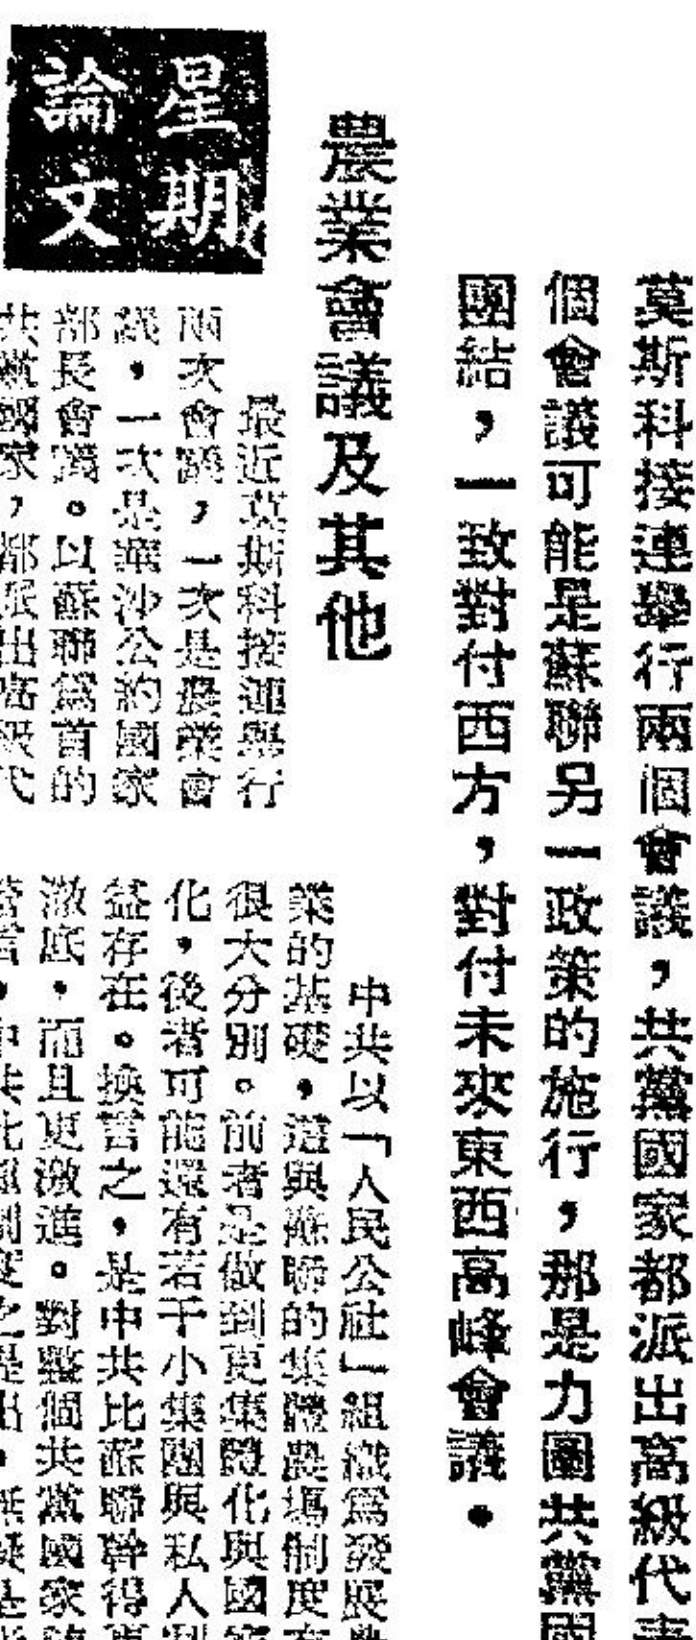 莫斯科接連舉行兩個會議，共黨國家都派出高級代表
個會議可能是蘇聯另一政策的施行，那是力圖共黨國
團結，一致對付西方，對付未來東西高峰會議。
農業會議及其他
星期
論文
最近莫斯科接連舉行
兩次會議，一次是農業會
議，一次是華沙公約國家
部長會議。以蘇聯爲首的
共黨國家，都派出高級代
中共以「人民公社」組織爲發展農
業的基礎，這與蘇聯的集體農場制度有
很大分別。前者是做到更集體化與國家
化，後者可能還有若干小集團與私人利
益存在。換言之，是中共比蘇聯幹得更
澈底，而且更激進。對整個共黨國家